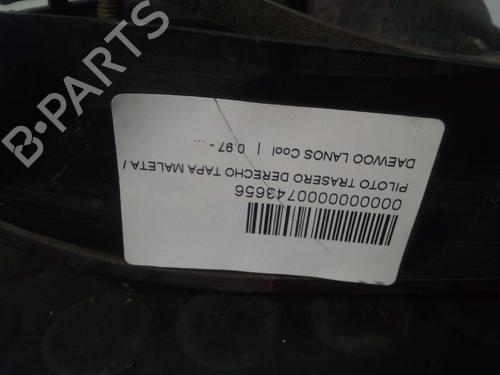 B-PARTS
0000000000743656
PILOTO TRASERO DERECHO TAPA MALETA /
DAEWOO LANOS Cool | 0.97 - ...